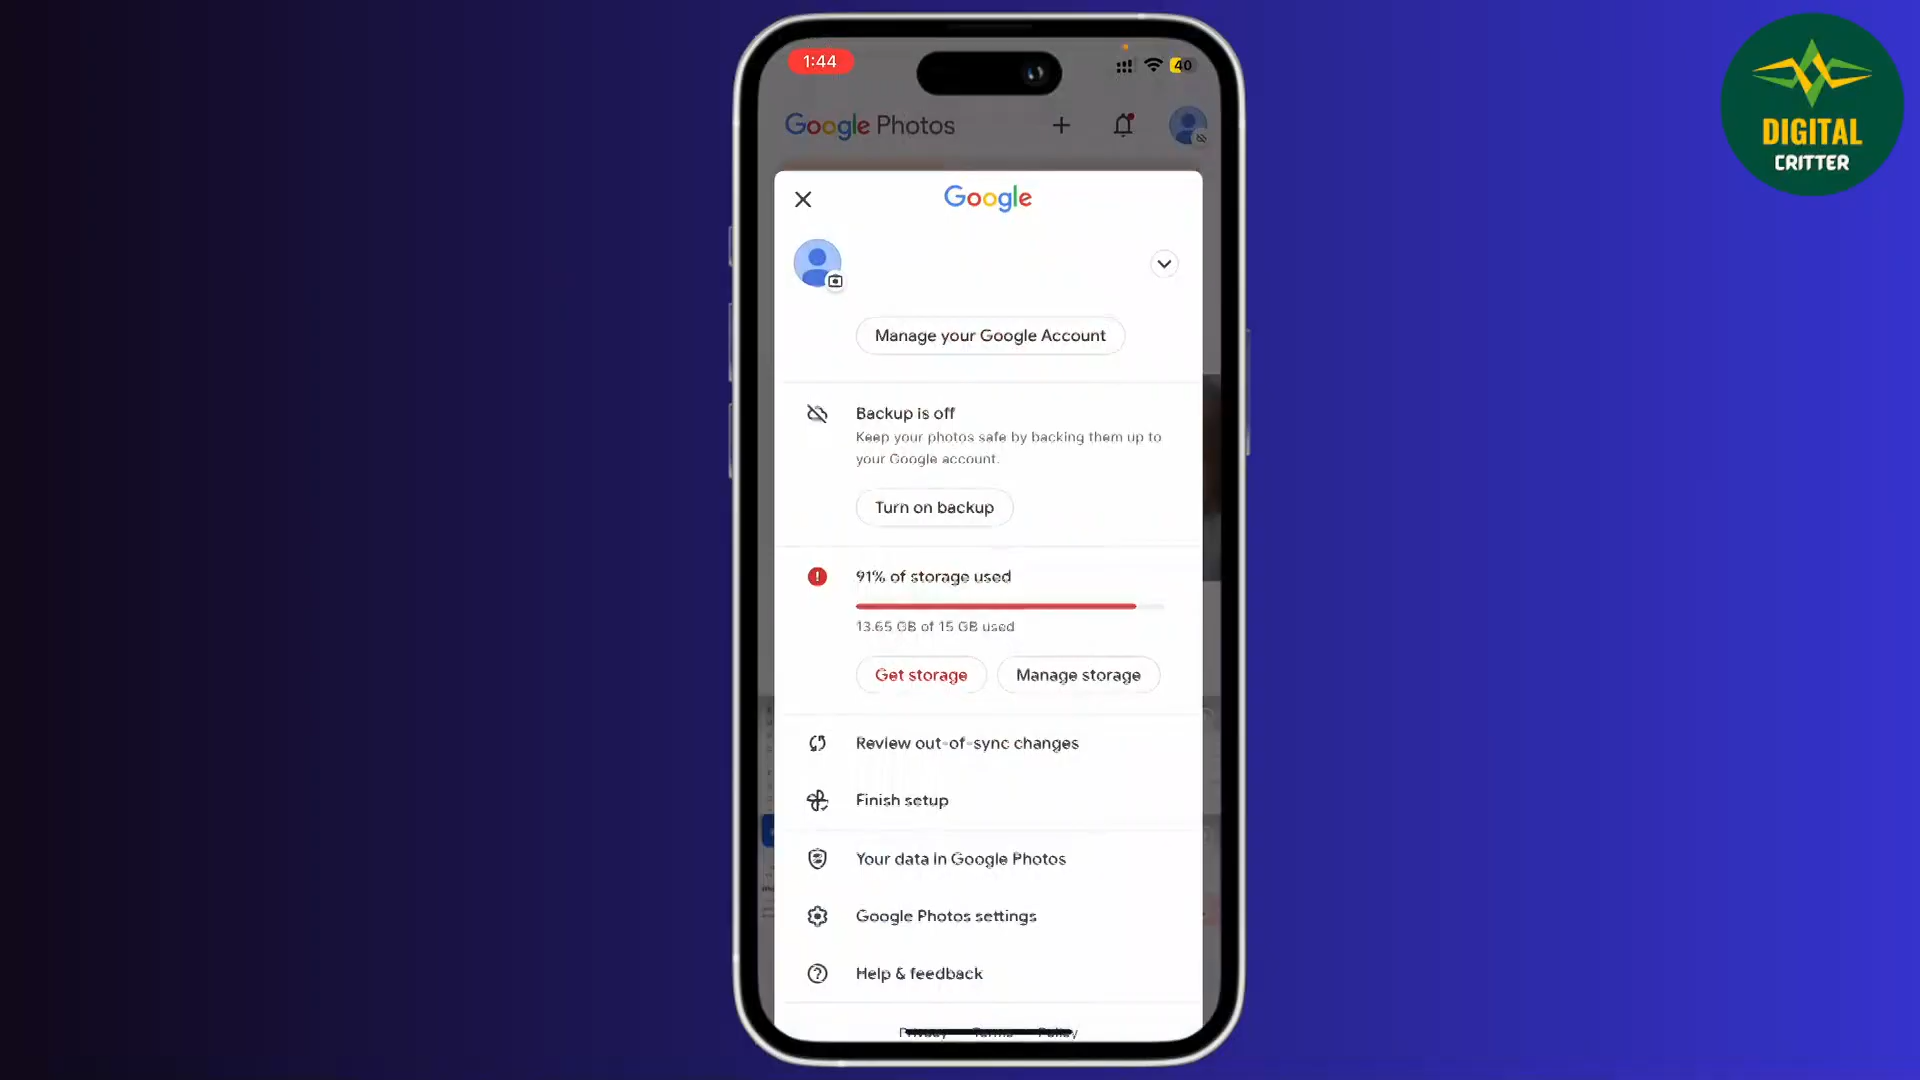 1:44
40
DIGITAL
CRITTER
Google Photos
Google
Manage your Google Account
Backup is off
Keep your photos safe by backing them up to
your Google account.
Turn on backup
91% of storage used
13.65 GB of 15 GB used
Get storage
Manage storage
Review out-of-sync changes
Finish setup
Your data in Google Photos
Google Photos settings
Help & feedback
Privacy Terms Policy